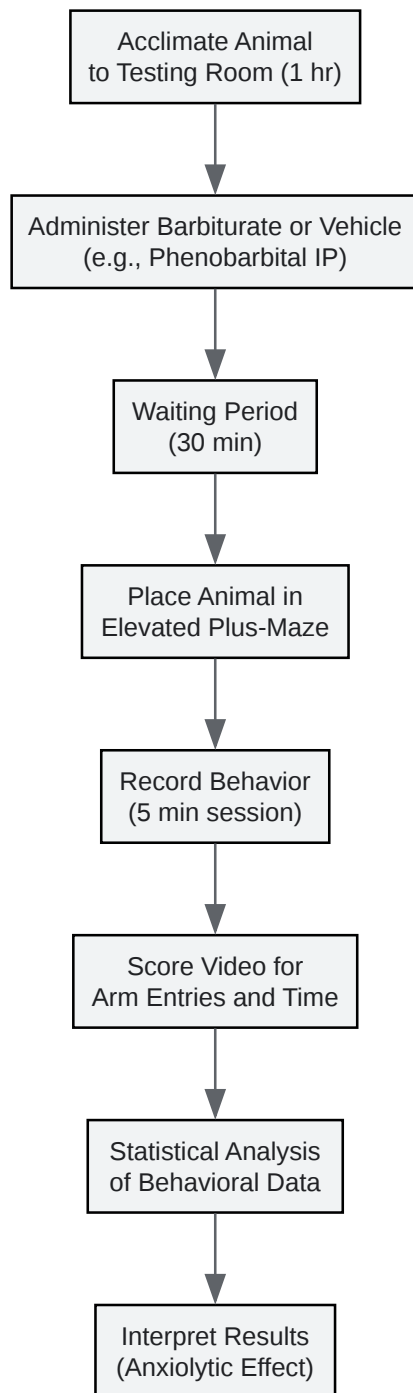 Acclimate Animal
to Testing Room (1 hr)
Administer Barbiturate or Vehicle
(e.g., Phenobarbital IP)
Waiting Period
(30 min)
Place Animal in
Elevated Plus-Maze
Record Behavior
(5 min session)
Score Video for
Arm Entries and Time
Statistical Analysis
of Behavioral Data
Interpret Results
(Anxiolytic Effect)